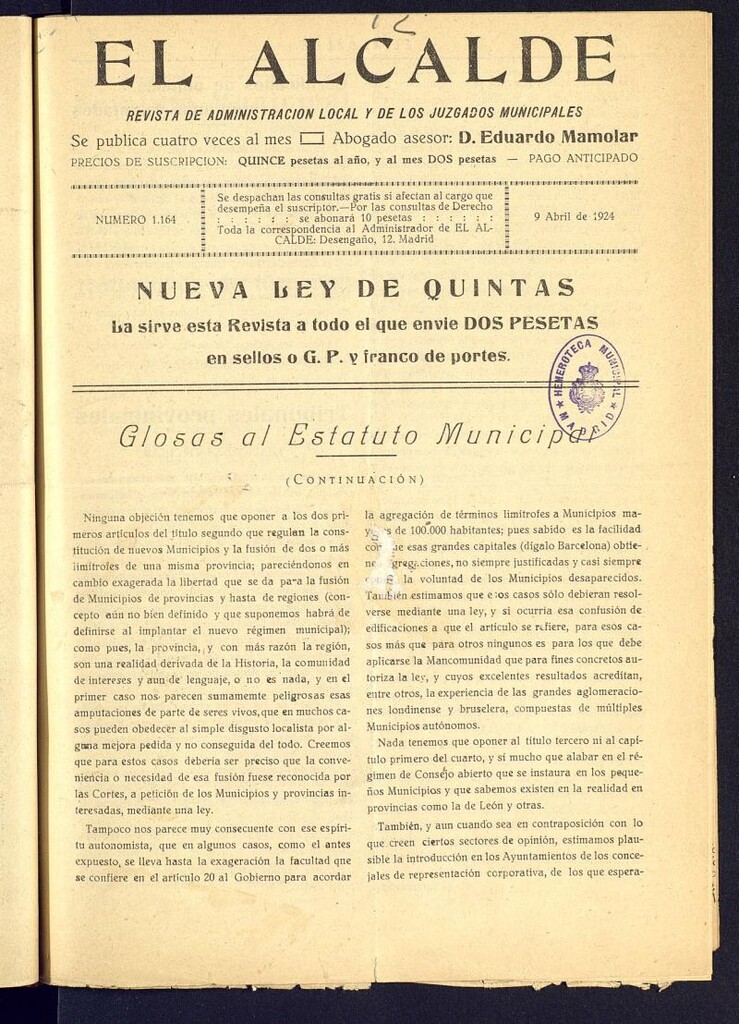 12
EL ALCALDE
REVISTA DE ADMINISTRACION LOCAL Y DE LOS JUZGADOS MUNICIPALES
Se publica cuatro veces al mes Abogado asesor: D. Eduardo Mamolar
PRECIOS DE SUSCRIPCION: QUINCE pesetas al año, y al mes DOS pesetas — PAGO ANTICIPADO
NUMERO 1.164
Se despachan las consultas gratis si afectan al cargo que
desempeña el suscriptor.—Por las consultas de Derecho
: : : : : : se abonará 10 pesetas : : : : : :
Toda la correspondencia al Administrador de EL AL-
CALDE: Desengaño, 12. Madrid
9 Abril de 1924
NUEVA LEY DE QUINTAS
La sirve esta Revista a todo el que envie DOS PESETAS
en sellos o G. P. y franco de portes.
HEMEROTECA MUNICIPAL
MADRID
Glosas al Estatuto Municipal
(CONTINUACIÓN)
Ninguna objeción tenemos que oponer a los dos pri-
meros artículos del título segundo que regulan la cons-
titución de nuevos Municipios y la fusión de dos o más
limítrofes de una misma provincia; pareciéndonos en
cambio exagerada la libertad que se da para la fusión
de Municipios de provincias y hasta de regiones (con-
cepto aún no bien definido y que suponemos habrá de
definirse al implantar el nuevo régimen municipal);
como pues, la provincia, y con más razón la región,
son una realidad derivada de la Historia, la comunidad
de intereses y aun de lenguaje, o no es nada, y en el
primer caso nos parecen sumamente peligrosas esas
amputaciones de parte de seres vivos, que en muchos ca-
sos pueden obedecer al simple disgusto localista por al-
guna mejora pedida y no conseguida del todo. Creemos
que para estos casos debería ser preciso que la conve-
niencia o necesidad de esa fusión fuese reconocida por
las Cortes, a petición de los Municipios y provincias in-
teresadas, mediante una ley.
Tampoco nos parece muy consecuente con ese espíri-
tu autonomista, que en algunos casos, como el antes
expuesto, se lleva hasta la exageración la facultad que
se confiere en el artículo 20 al Gobierno para acordar
la agregación de términos limítrofes a Municipios ma-
de 100.000 habitantes; pues sabido es la facilidad
esas grandes capitales (dígalo Barcelona) obtie-
no siempre justificadas y casi siempre
la voluntad de los Municipios desaparecidos.
También estimamos que estos casos sólo debieran resol-
verse mediante una ley, y si ocurría esa confusión de
edificaciones a que el artículo se refiere, para esos ca-
sos más que para otros ningunos es para los que debe
aplicarse la Mancomunidad que para fines concretos au-
toriza la ley, y cuyos excelentes resultados acreditan,
entre otros, la experiencia de las grandes aglomeracio-
nes londinense y bruselera, compuestas de múltiples
Municipios autónomos.
Nada tenemos que oponer al título tercero ni al capí-
tulo primero del cuarto, y sí mucho que alabar en el ré-
gimen de Consejo abierto que se instaura en los peque-
ños Municipios y que sabemos existen en la realidad en
provincias como la de León y otras.
También, y aun cuando sea en contraposición con lo
que creen ciertos sectores de opinión, estimamos plau-
sible la introducción en los Ayuntamientos de los conce-
jales de representación corporativa, de los que espera-